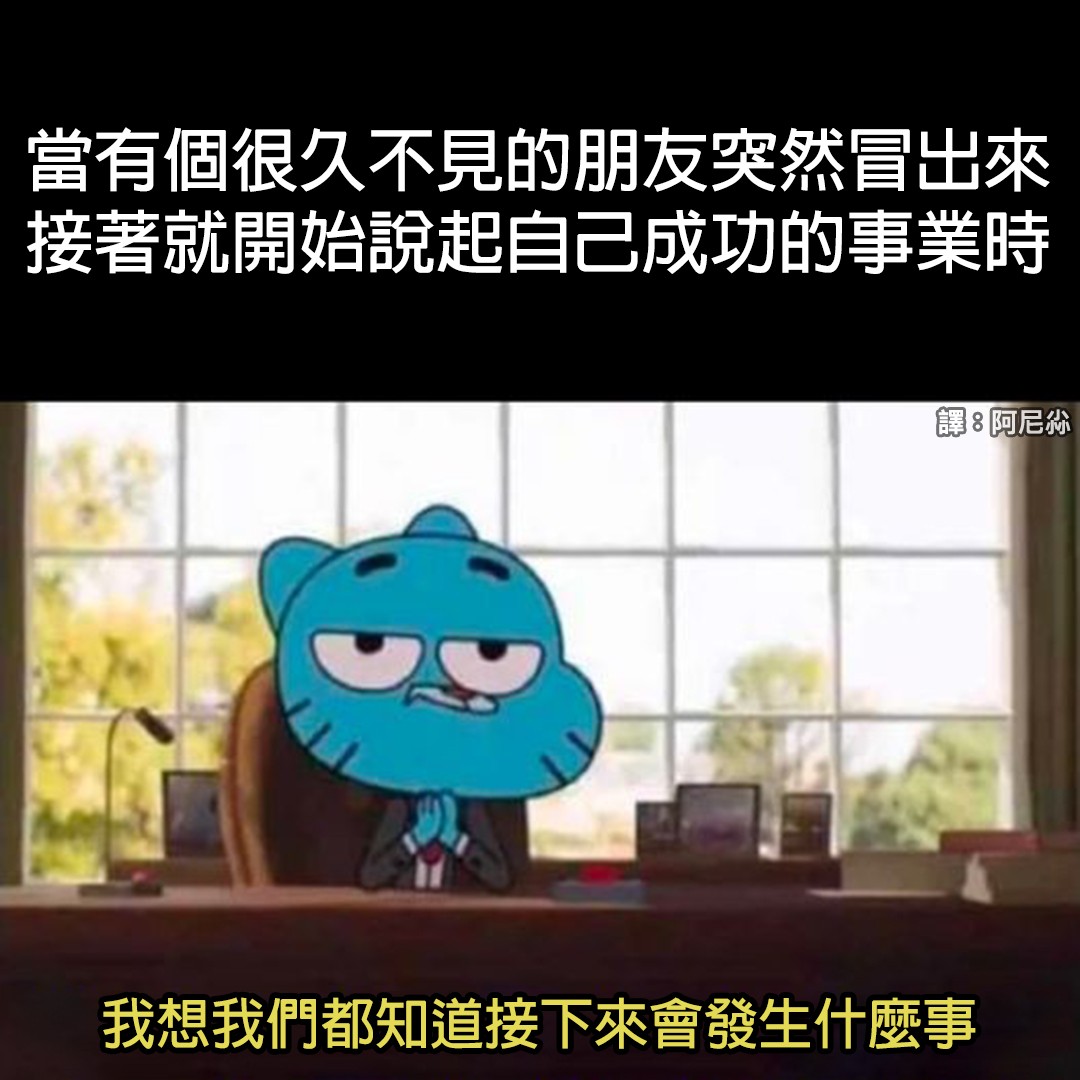 當有個很久不見的朋友突然冒出來
接著就開始說起自己成功的事業時
譯：阿尼尛
我想我們都知道接下來會發生什麼事